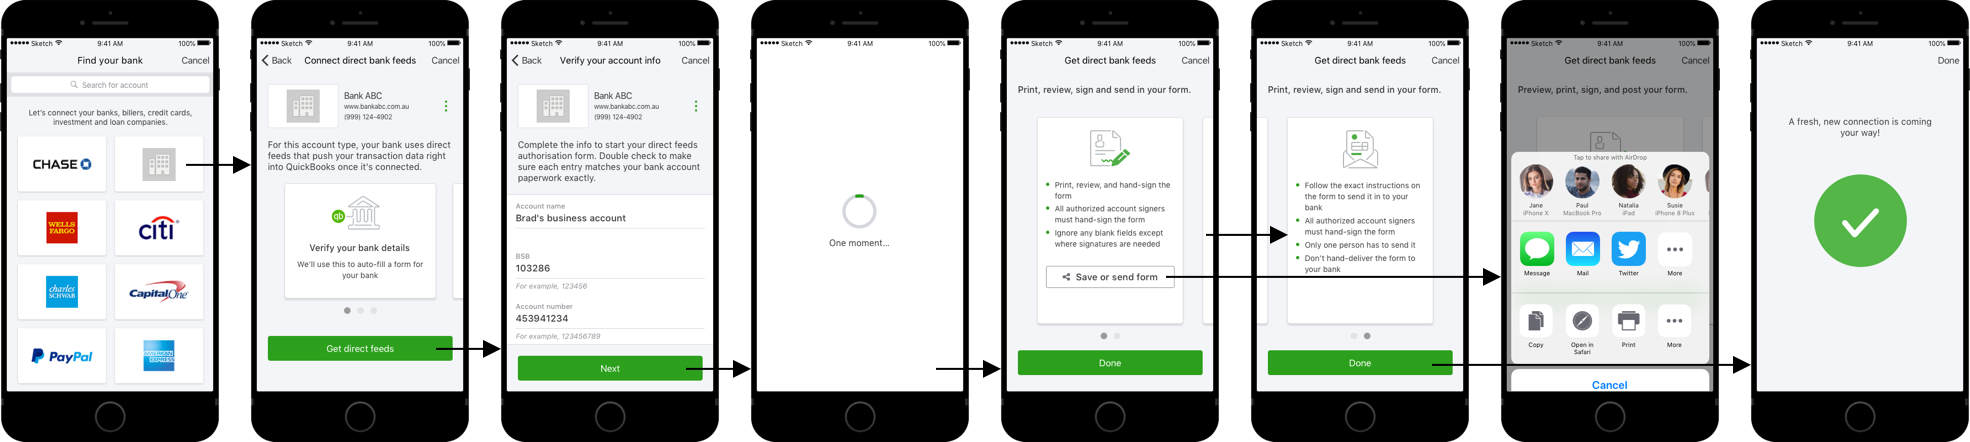 Sketch 9:41 AM 100%
Find your bank Cancel
Search for account
Let's connect your banks, billers, credit cards,
investment and loan companies.
CHASE
WELLS
FARGO
citi
charles
SCHWAB
Capital One
PayPal
AMERICAN
EXPRESS
Sketch 9:41 AM 100%
Back Connect direct bank feeds Cancel
Bank ABC
www.bankabc.com.au
(999) 124-4902
For this account type, your bank uses direct
feeds that push your transaction data right
into QuickBooks once it's connected.
qb
Verify your bank details
We'll use this to auto-fill a form for
your bank
Get direct feeds
Sketch 9:41 AM 100%
Back Verify your account info Cancel
Bank ABC
www.bankabc.com.au
(999) 124-4902
Complete the info to start your direct feeds
authorisation form. Double check to make
sure each entry matches your bank account
paperwork exactly.
Account name
Brad's business account
BSB
103286
For example, 123456
Account number
453941234
For example, 123456789
Next
Sketch 9:41 AM 100%
One moment...
Sketch 9:41 AM 100%
Get direct bank feeds Cancel
Print, review, sign and send in your form.
Print, review, and hand-sign the
form
All authorized account signers
must hand-sign the form
Ignore any blank fields except
where signatures are needed
Save or send form
Done
Sketch 9:41 AM 100%
Get direct bank feeds Cancel
Print, review, sign and send in your form.
Follow the exact instructions on
the form to send it in to your
bank
All authorized account signers
must hand-sign the form
Only one person has to send it
Don't hand-deliver the form to
your bank
Done
Sketch 9:41 AM 100%
Get direct bank feeds Cancel
Preview, print, sign, and post your form.
Tap to share with AirDrop
Jane Paul Natalia Susie
iPhone X MacBook Pro iPad iPhone 8 Plus
Message Mail Twitter More
Copy Open in Print More
Safari
Cancel
Sketch 9:41 AM 100%
Done
A fresh, new connection is coming
your way!